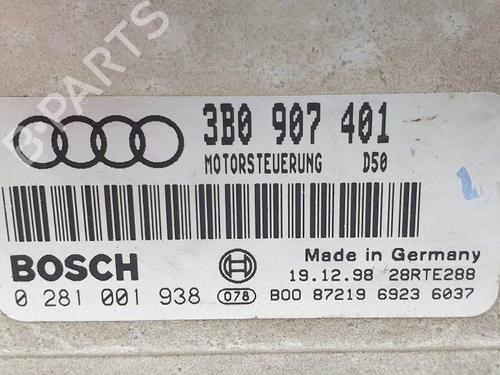 B-PARTS
3B0 907 401
MOTORSTEUERUNG D50
BOSCH
Made in Germany
19.12.98 28RTE288
0 281 001 938 078 B00 87219 6923 6037